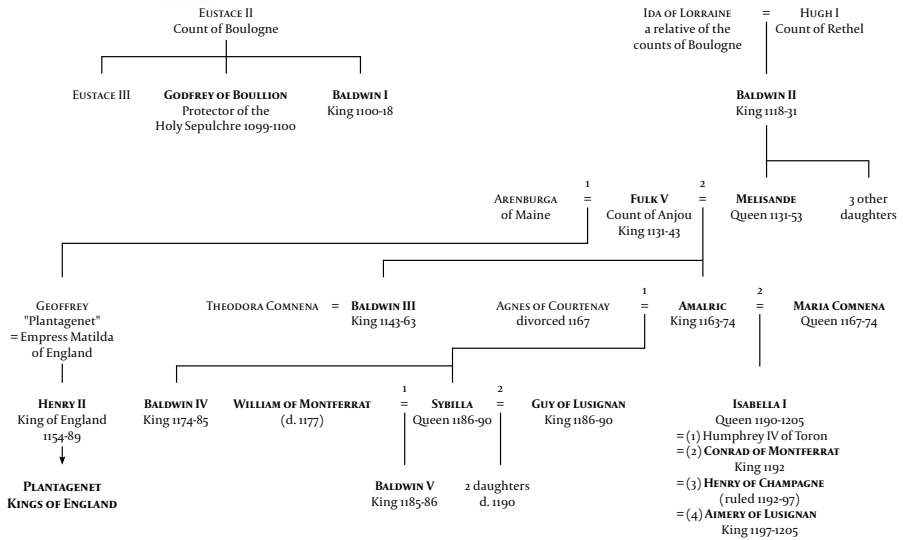 EUSTACE II
Count of Boulogne
IDA OF LORRAINE
a relative of the
counts of Boulogne
=
HUGH I
Count of Rethel
EUSTACE III
GODFREY OF BOULLION
Protector of the
Holy Sepulchre 1099-1100
BALDWIN I
King 1100-18
BALDWIN II
King 1118-31
ARENBURGA
of Maine
1
=
FULK V
Count of Anjou
King 1131-43
2
=
MELISANDE
Queen 1131-53
3 other
daughters
GEOFFREY
"Plantagenet"
= Empress Matilda
of England
THEODORA COMNENA
=
BALDWIN III
King 1143-63
AGNES OF COURTENAY
divorced 1167
1
=
AMALRIC
King 1163-74
2
=
MARIA COMNENA
Queen 1167-74
HENRY II
King of England
1154-89
BALDWIN IV
King 1174-85
WILLIAM OF MONTFERRAT
(d. 1177)
1
=
SYBILLA
Queen 1186-90
2
=
GUY OF LUSIGNAN
King 1186-90
ISABELLA I
Queen 1190-1205
= (1) Humphrey IV of Toron
= (2) CONRAD OF MONTFERRAT
King 1192
= (3) HENRY OF CHAMPAGNE
(ruled 1192-97)
= (4) AIMERY OF LUSIGNAN
King 1197-1205
PLANTAGENET
KINGS OF ENGLAND
BALDWIN V
King 1185-86
2 daughters
d. 1190